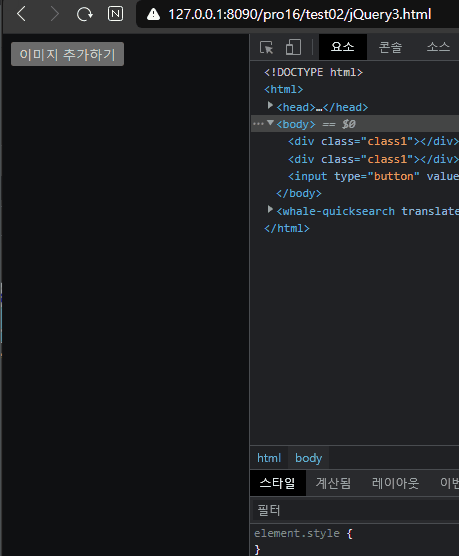 127.0.0.1:8090/pro16/test02/jQuery3.html
이미지 추가하기
요소 콘솔 소스
<!DOCTYPE html>
<html>
<head>…</head>
<body> == $0
<div class="class1"></div>
<div class="class1"></div>
<input type="button" value
</body>
<whale-quicksearch translate
</html>
html body
스타일 계산됨 레이아웃 이벤
필터
element.style {
}